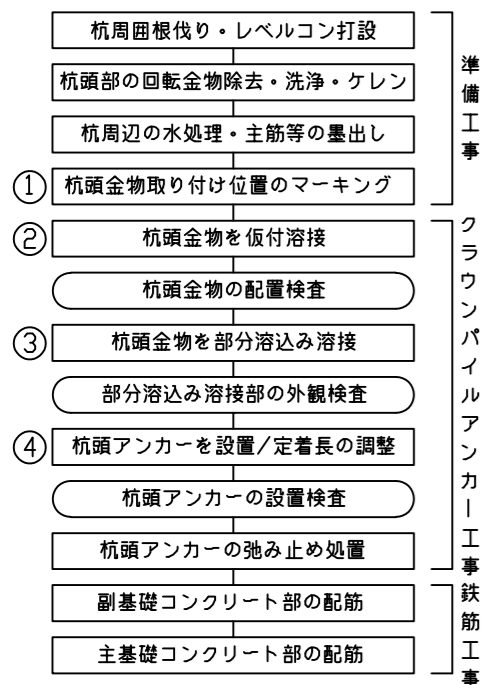 杭周囲根伐り・レベルコン打設
杭頭部の回転金物除去・洗浄・ケレン
杭周辺の水処理・主筋等の墨出し
① 杭頭金物取り付け位置のマーキング
準備工事
② 杭頭金物を仮付溶接
杭頭金物の配置検査
③ 杭頭金物を部分溶込み溶接
部分溶込み溶接部の外観検査
④ 杭頭アンカーを設置/定着長の調整
杭頭アンカーの設置検査
杭頭アンカーの弛み止め処置
クラウンパイルアンカー工事
副基礎コンクリート部の配筋
主基礎コンクリート部の配筋
鉄筋工事